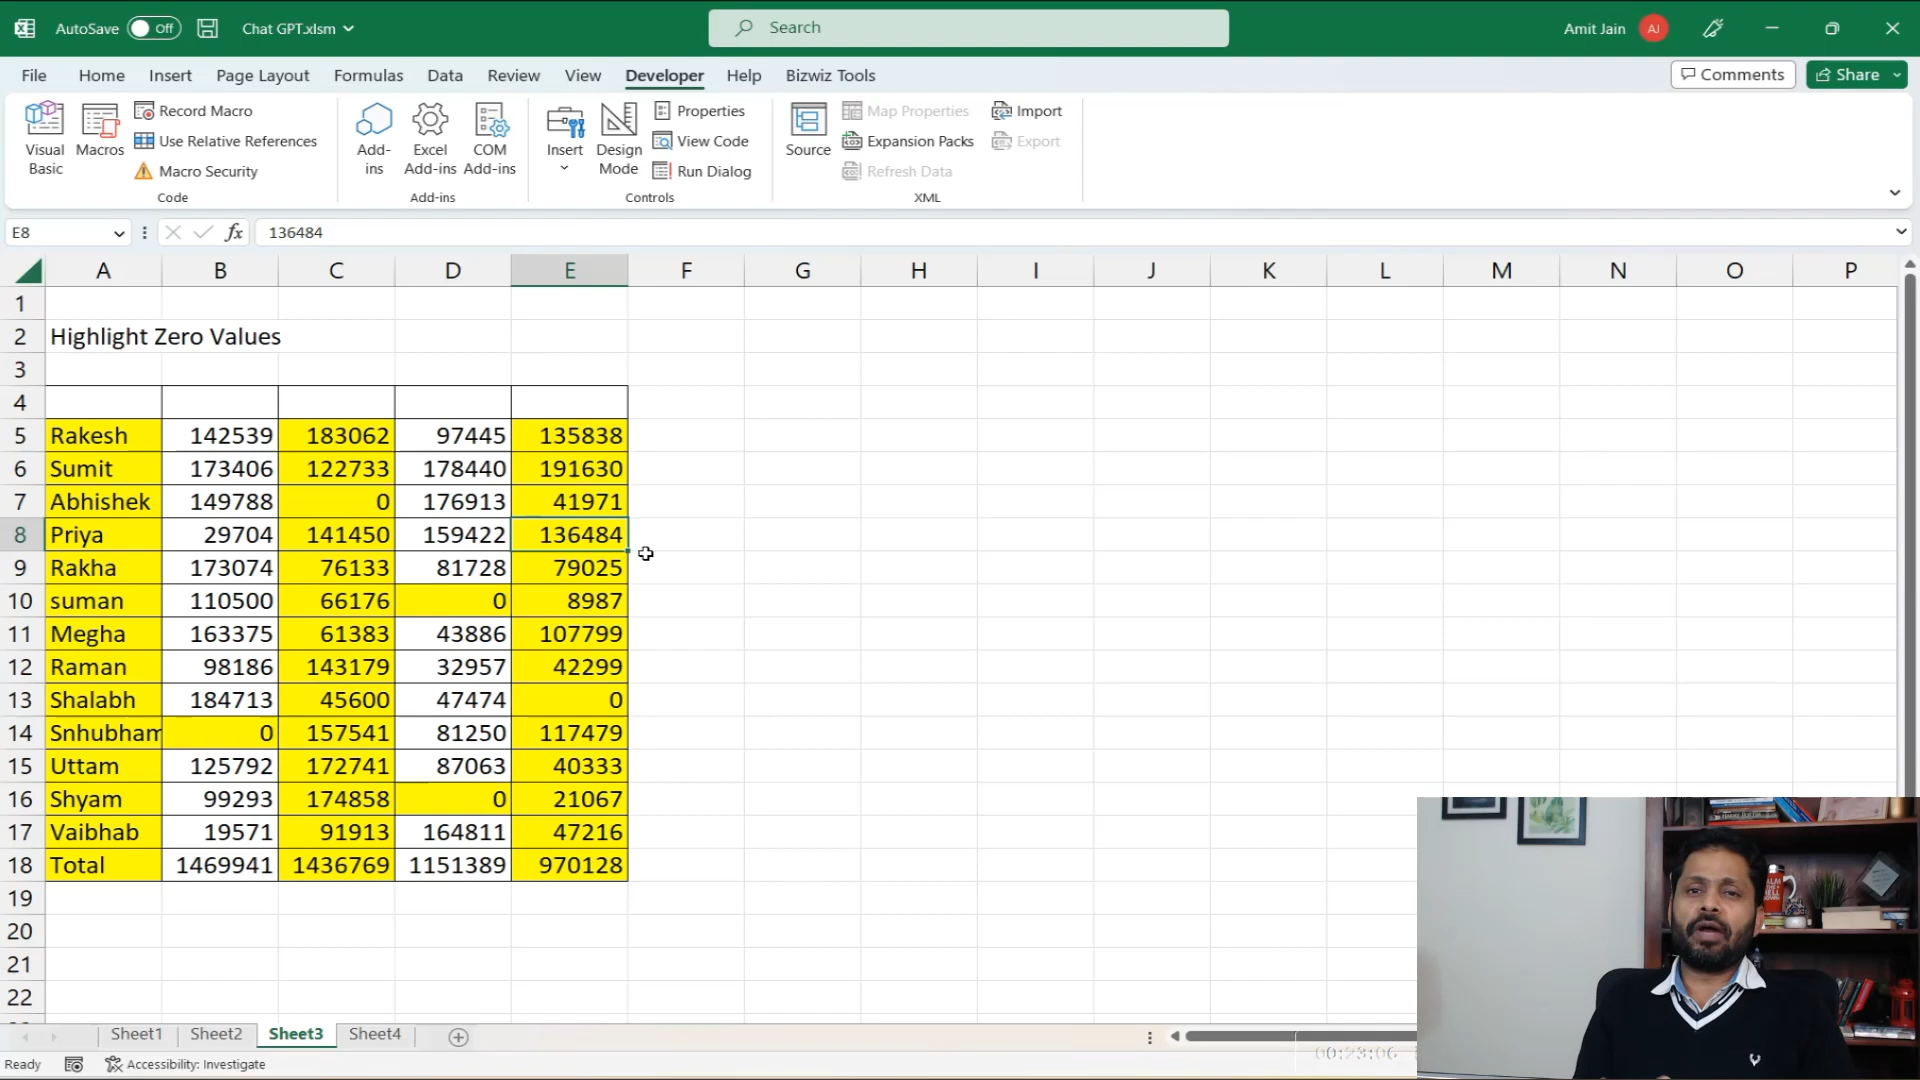 AutoSave Off Chat GPT.xlsm Search Amit Jain AJ
File Home Insert Page Layout Formulas Data Review View Developer Help Bizwiz Tools Comments Share
Visual Basic
Macros
Record Macro
Use Relative References
Macro Security
Code
Add-ins
Excel Add-ins
COM Add-ins
Add-ins
Insert
Design Mode
Properties
View Code
Run Dialog
Controls
Source
Map Properties
Expansion Packs
Refresh Data
Import
Export
XML
E8 fx 136484
A B C D E F G H I J K L M N O P
1
2 Highlight Zero Values
3
4
5 Rakesh 142539 183062 97445 135838
6 Sumit 173406 122733 178440 191630
7 Abhishek 149788 0 176913 41971
8 Priya 29704 141450 159422 136484
9 Rakha 173074 76133 81728 79025
10 suman 110500 66176 0 8987
11 Megha 163375 61383 43886 107799
12 Raman 98186 143179 32957 42299
13 Shalabh 184713 45600 47474 0
14 Snhubham 0 157541 81250 117479
15 Uttam 125792 172741 87063 40333
16 Shyam 99293 174858 0 21067
17 Vaibhab 19571 91913 164811 47216
18 Total 1469941 1436769 1151389 970128
19
20
21
22
Sheet1 Sheet2 Sheet3 Sheet4
Ready Accessibility: Investigate 00:23:06